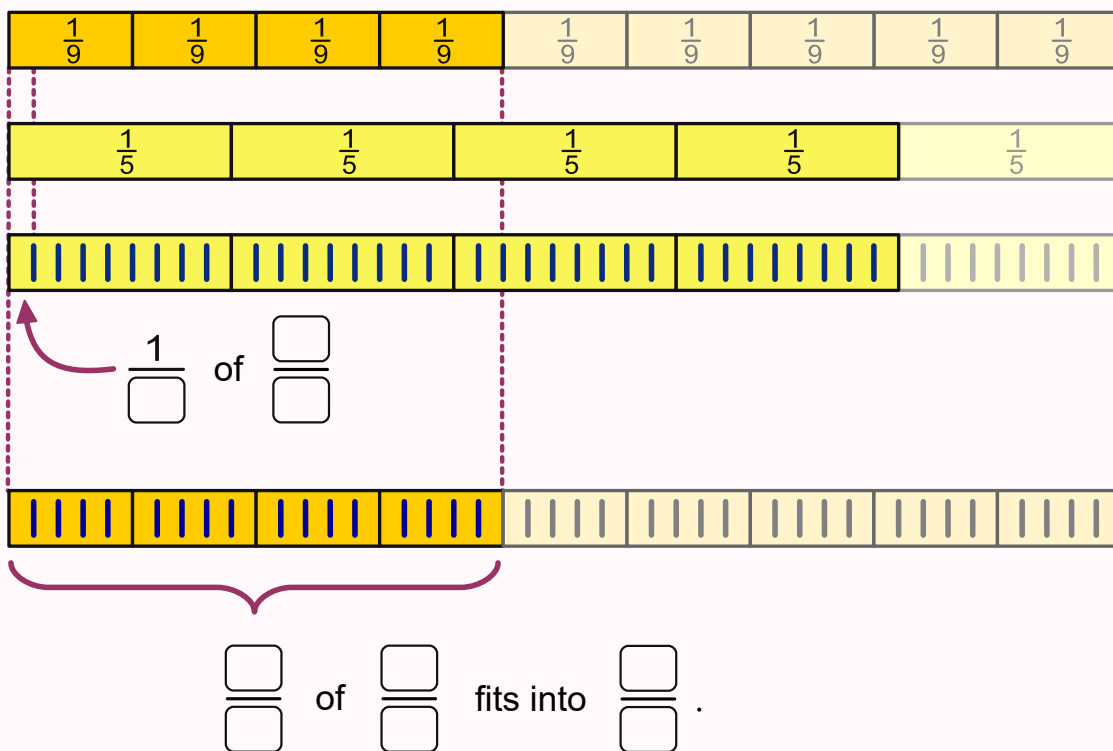 1/9 1/9 1/9 1/9 1/9 1/9 1/9 1/9 1/9
1/5 1/5 1/5 1/5 1/5
1/□ of □/□
□/□ of □/□ fits into □/□ .